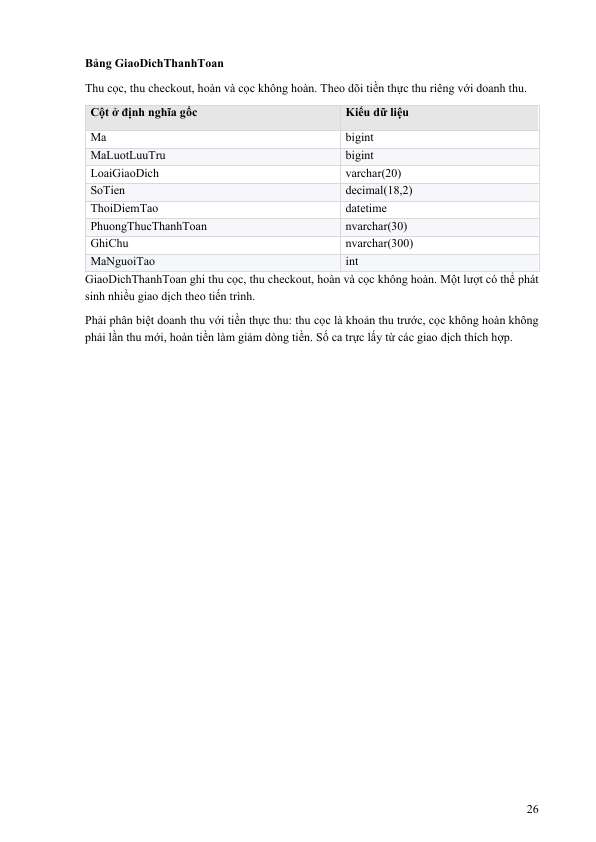 Bảng GiaoDichThanhToan
Thu cọc, thu checkout, hoàn và cọc không hoàn. Theo dõi tiền thực thu riêng với doanh thu.
Cột ở định nghĩa gốc Kiểu dữ liệu
Ma bigint
MaLuotLuuTru bigint
LoaiGiaoDich varchar(20)
SoTien decimal(18,2)
ThoiDiemTao datetime
PhuongThucThanhToan nvarchar(30)
GhiChu nvarchar(300)
MaNguoiTao int
GiaoDichThanhToan ghi thu cọc, thu checkout, hoàn và cọc không hoàn. Một lượt có thể phát
sinh nhiều giao dịch theo tiến trình.
Phải phân biệt doanh thu với tiền thực thu: thu cọc là khoản thu trước, cọc không hoàn không
phải lần thu mới, hoàn tiền làm giảm dòng tiền. Số ca trực lấy từ các giao dịch thích hợp.
26